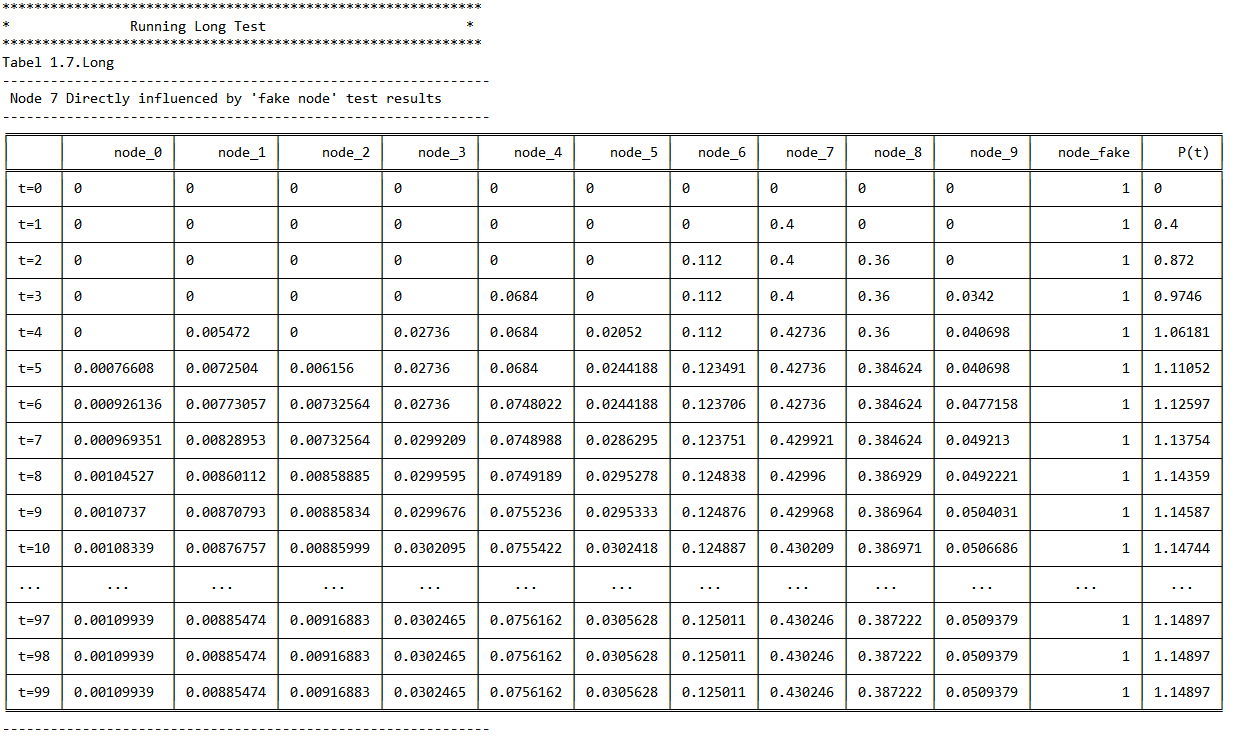 ************************************************************
* Running Long Test *
************************************************************
Tabel 1.7.Long
-------------------------------------------------------------
Node 7 Directly influenced by 'fake node' test results
-------------------------------------------------------------
node_0 node_1 node_2 node_3 node_4 node_5 node_6 node_7 node_8 node_9 node_fake P(t)
t=0 0 0 0 0 0 0 0 0 0 0 1 0
t=1 0 0 0 0 0 0 0 0.4 0 0 1 0.4
t=2 0 0 0 0 0 0 0.112 0.4 0.36 0 1 0.872
t=3 0 0 0 0 0.0684 0 0.112 0.4 0.36 0.0342 1 0.9746
t=4 0 0.005472 0 0.02736 0.0684 0.02052 0.112 0.42736 0.36 0.040698 1 1.06181
t=5 0.00076608 0.0072504 0.006156 0.02736 0.0684 0.0244188 0.123491 0.42736 0.384624 0.040698 1 1.11052
t=6 0.000926136 0.00773057 0.00732564 0.02736 0.0748022 0.0244188 0.123706 0.42736 0.384624 0.0477158 1 1.12597
t=7 0.000969351 0.00828953 0.00732564 0.0299209 0.0748988 0.0286295 0.123751 0.429921 0.384624 0.049213 1 1.13754
t=8 0.00104527 0.00860112 0.00858885 0.0299595 0.0749189 0.0295278 0.124838 0.42996 0.386929 0.0492221 1 1.14359
t=9 0.0010737 0.00870793 0.00885834 0.0299676 0.0755236 0.0295333 0.124876 0.429968 0.386964 0.0504031 1 1.14587
t=10 0.00108339 0.00876757 0.00885999 0.0302095 0.0755422 0.0302418 0.124887 0.430209 0.386971 0.0506686 1 1.14744
... ... ... ... ... ... ... ... ... ... ... ... ...
t=97 0.00109939 0.00885474 0.00916883 0.0302465 0.0756162 0.0305628 0.125011 0.430246 0.387222 0.0509379 1 1.14897
t=98 0.00109939 0.00885474 0.00916883 0.0302465 0.0756162 0.0305628 0.125011 0.430246 0.387222 0.0509379 1 1.14897
t=99 0.00109939 0.00885474 0.00916883 0.0302465 0.0756162 0.0305628 0.125011 0.430246 0.387222 0.0509379 1 1.14897
-------------------------------------------------------------